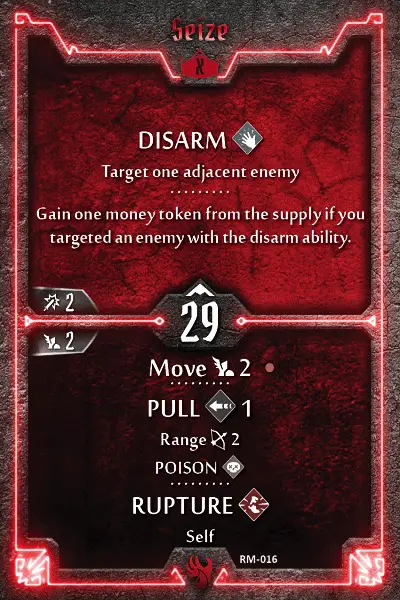 Seize
X
DISARM
Target one adjacent enemy
Gain one money token from the supply if you
targeted an enemy with the disarm ability.
2
29
2
Move 2
PULL 1
Range 2
POISON
RUPTURE
Self
RM-016